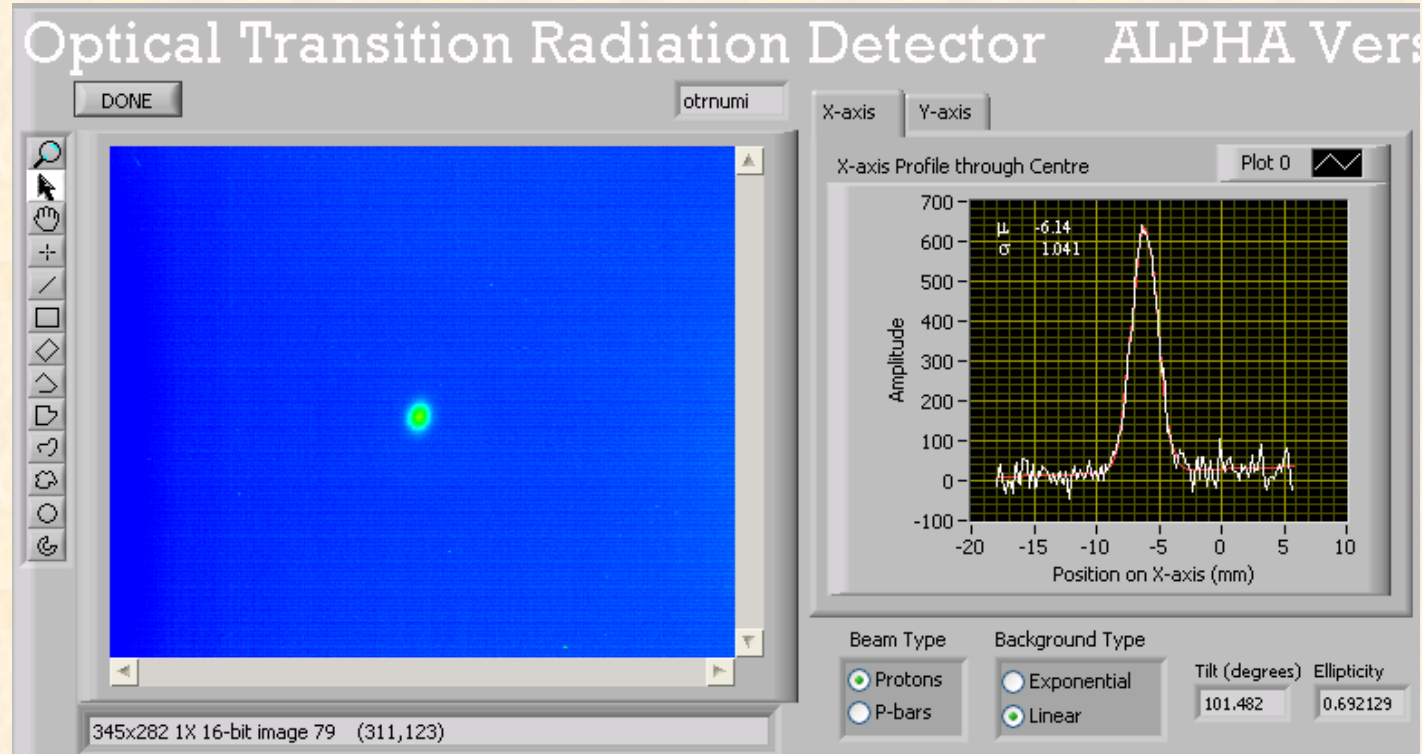 Optical Transition Radiation Detector ALPHA Vers
DONE
otrnumi
X-axis
Y-axis
X-axis Profile through Centre
Plot 0
μ -6.14
σ 1.041
700
600
500
400
300
200
100
0
-100
Amplitude
-20 -15 -10 -5 0 5 10
Position on X-axis (mm)
Beam Type
Protons
P-bars
Background Type
Exponential
Linear
Tilt (degrees)
101.482
Ellipticity
0.692129
345x282 1X 16-bit image 79 (311,123)